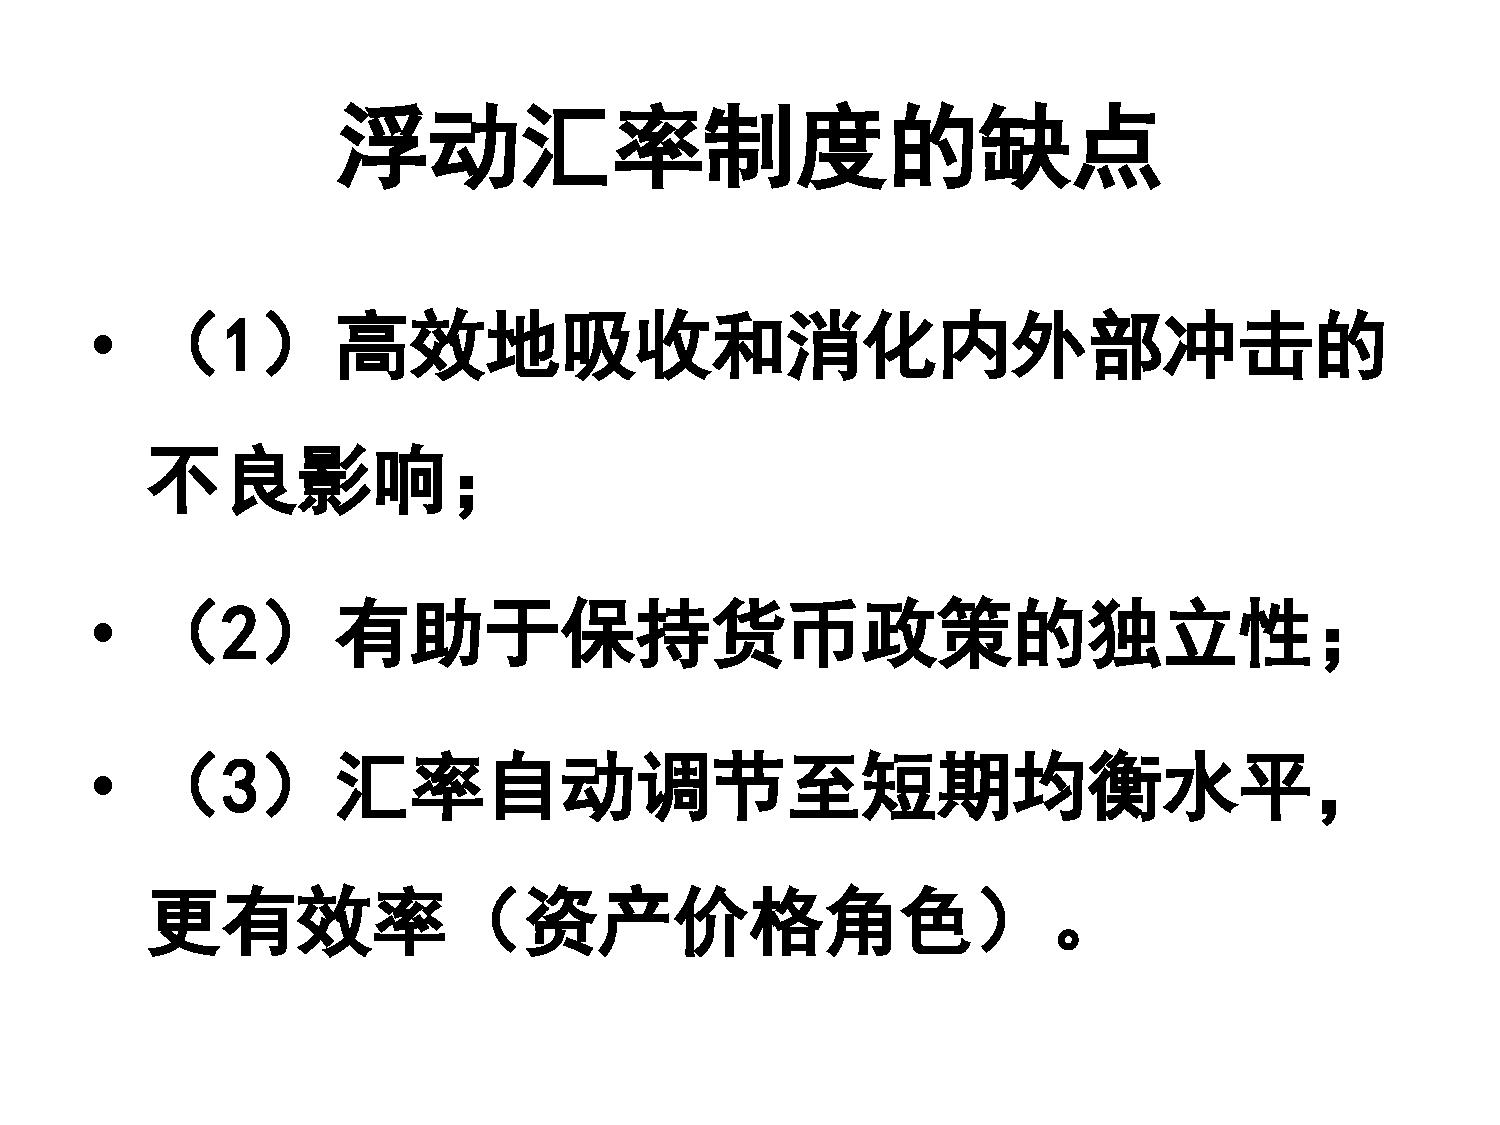 浮动汇率制度的缺点
• （1）高效地吸收和消化内外部冲击的
不良影响；
• （2）有助于保持货币政策的独立性；
• （3）汇率自动调节至短期均衡水平，
更有效率（资产价格角色）。